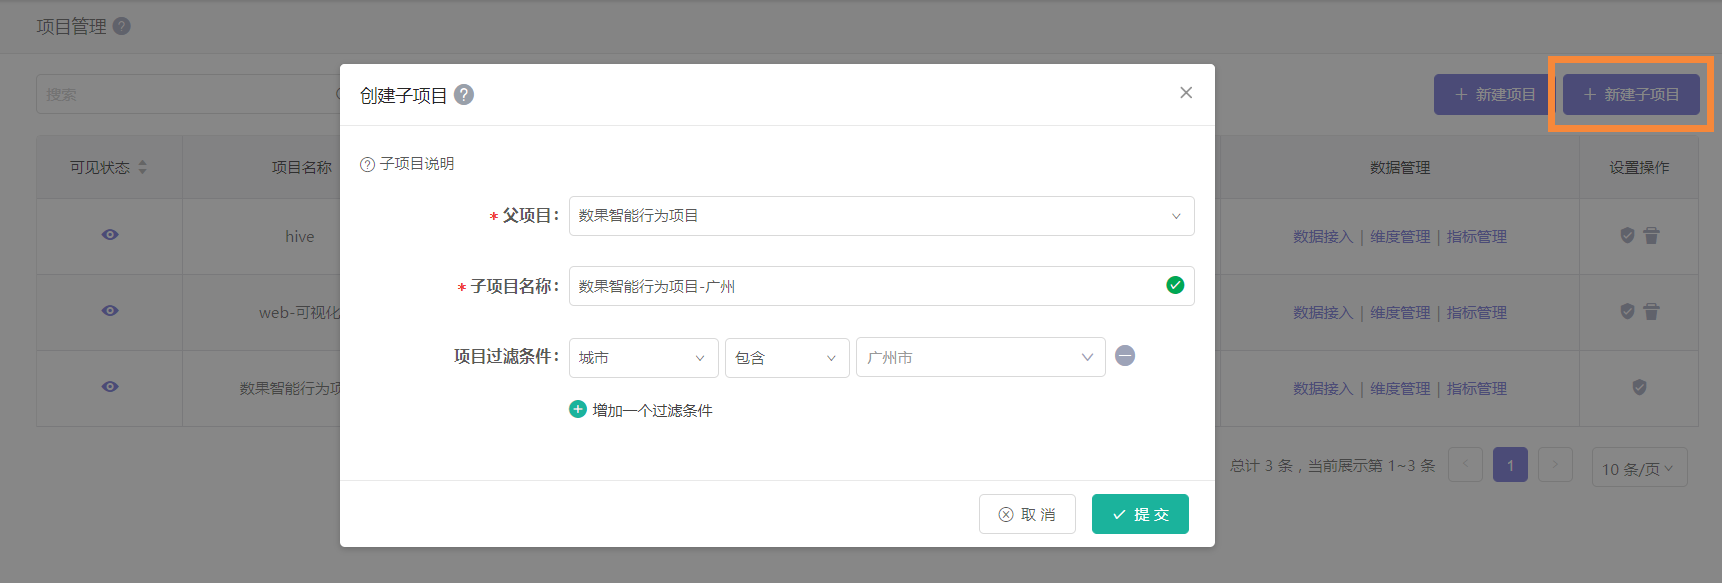 项目管理
搜索
+ 新建项目
+ 新建子项目
可见状态
项目名称
数据管理
设置操作
hive
数据接入 | 维度管理 | 指标管理
web-可视化
数据接入 | 维度管理 | 指标管理
数果智能行为项
数据接入 | 维度管理 | 指标管理
总计 3 条，当前展示第 1~3 条
<
1
>
10 条/页
创建子项目 ?
? 子项目说明
* 父项目：
数果智能行为项目
* 子项目名称：
数果智能行为项目-广州
项目过滤条件：
城市
包含
广州市
增加一个过滤条件
取 消
提 交